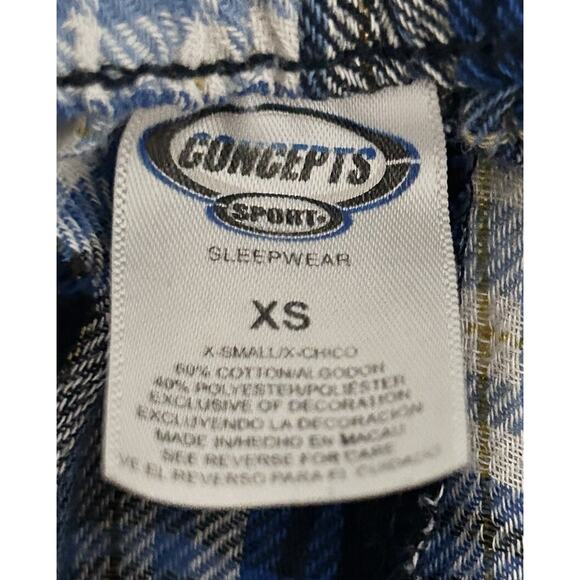 CONCEPTS
SPORT
SLEEPWEAR
XS
X-SMALL/X-CHICO
60% COTTON/ALGODON
40% POLYESTER/POLIÉSTER
EXCLUSIVE OF DECORATION
EXCLUYENDO LA DECORACIÓN
MADE IN/HECHO EN MACAU
SEE REVERSE FOR CARE
VE EL REVERSO PARA EL CUIDADO